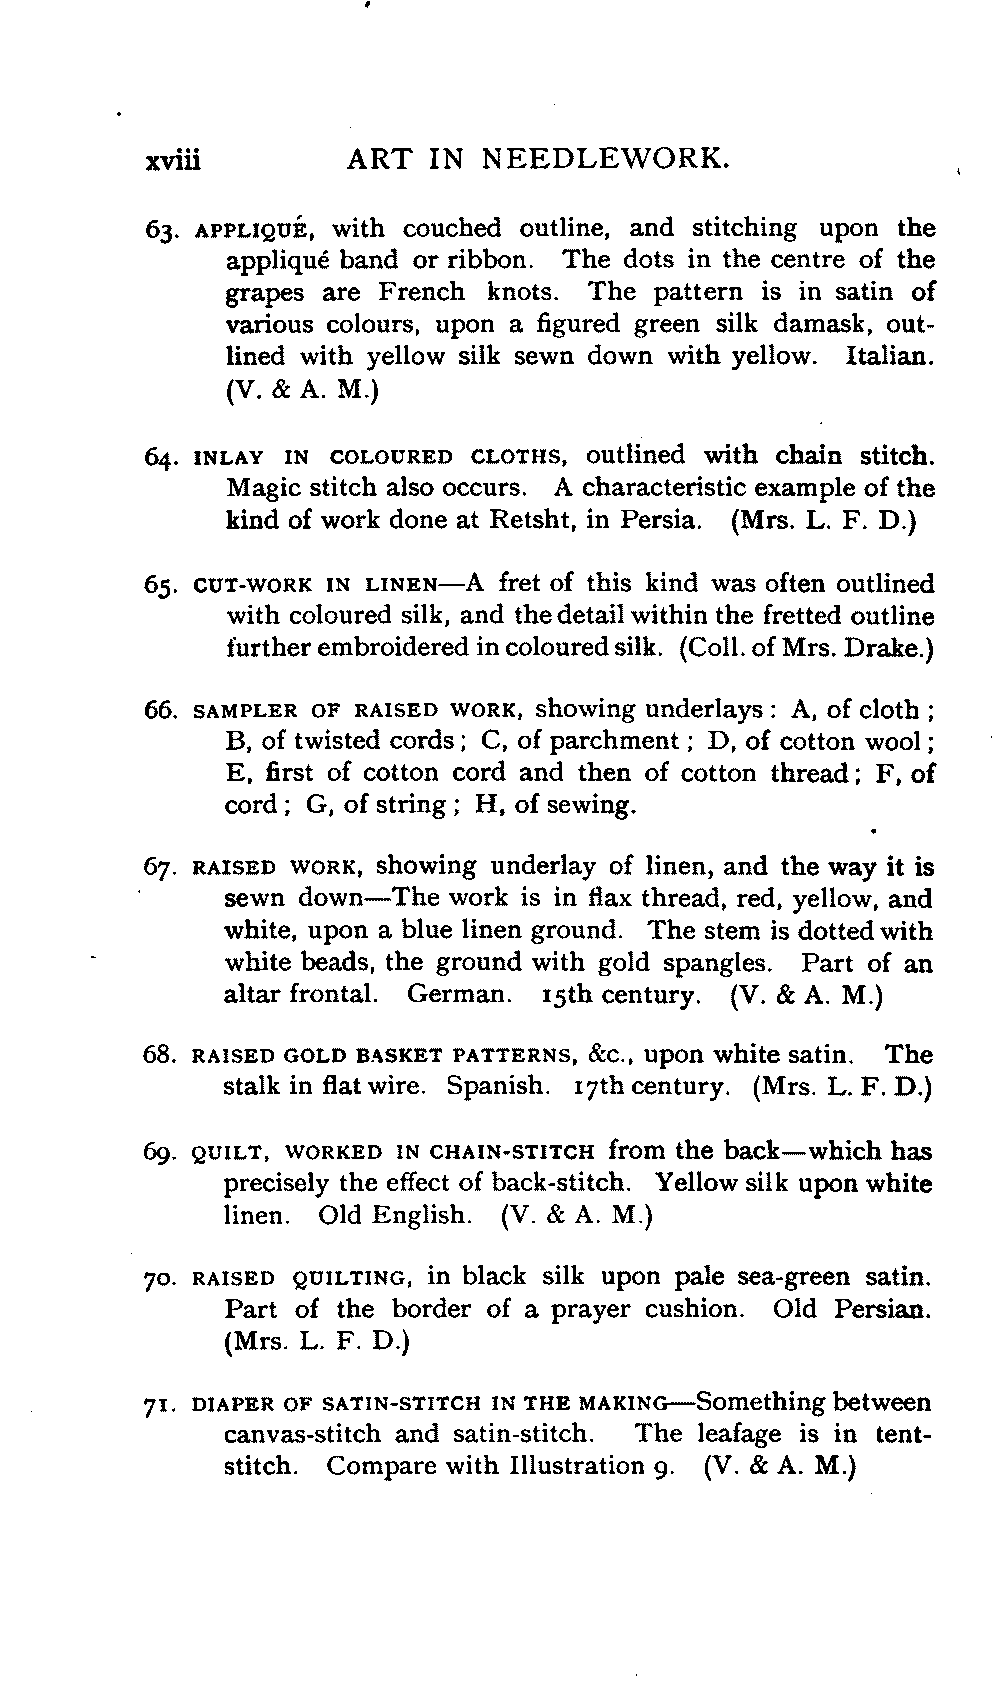 xviii ART IN NEEDLEWORK.
63. APPLIQUÉ, with couched outline, and stitching upon the
appliqué band or ribbon. The dots in the centre of the
grapes are French knots. The pattern is in satin of
various colours, upon a figured green silk damask, out-
lined with yellow silk sewn down with yellow. Italian.
(V. & A. M.)
64. INLAY IN COLOURED CLOTHS, outlined with chain stitch.
Magic stitch also occurs. A characteristic example of the
kind of work done at Retsht, in Persia. (Mrs. L. F. D.)
65. CUT-WORK IN LINEN—A fret of this kind was often outlined
with coloured silk, and the detail within the fretted outline
further embroidered in coloured silk. (Coll. of Mrs. Drake.)
66. SAMPLER OF RAISED WORK, showing underlays: A, of cloth;
B, of twisted cords; C, of parchment; D, of cotton wool;
E, first of cotton cord and then of cotton thread; F, of
cord; G, of string; H, of sewing.
67. RAISED WORK, showing underlay of linen, and the way it is
sewn down—The work is in flax thread, red, yellow, and
white, upon a blue linen ground. The stem is dotted with
white beads, the ground with gold spangles. Part of an
altar frontal. German. 15th century. (V. & A. M.)
68. RAISED GOLD BASKET PATTERNS, &c., upon white satin. The
stalk in flat wire. Spanish. 17th century. (Mrs. L. F. D.)
69. QUILT, WORKED IN CHAIN-STITCH from the back—which has
precisely the effect of back-stitch. Yellow silk upon white
linen. Old English. (V. & A. M.)
70. RAISED QUILTING, in black silk upon pale sea-green satin.
Part of the border of a prayer cushion. Old Persian.
(Mrs. L. F. D.)
71. DIAPER OF SATIN-STITCH IN THE MAKING—Something between
canvas-stitch and satin-stitch. The leafage is in tent-
stitch. Compare with Illustration 9. (V. & A. M.)